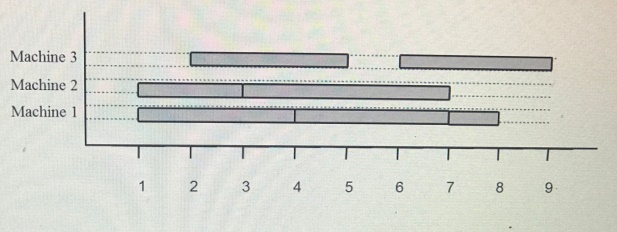 Machine 3
Machine 2
Machine 1
1 2 3 4 5 6 7 8 9